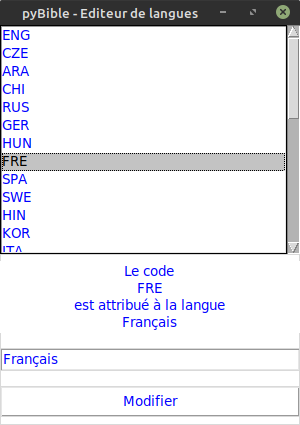 pyBible - Editeur de langues
ENG
CZE
ARA
CHI
RUS
GER
HUN
FRE
SPA
SWE
HIN
KOR
ITA
Le code
FRE
est attribué à la langue
Français
Français
Modifier